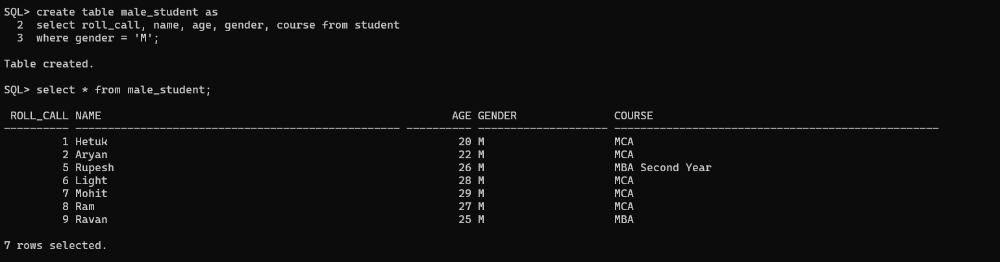 SQL> create table male_student as
  2  select roll_call, name, age, gender, course from student
  3  where gender = 'M';

Table created.

SQL> select * from male_student;

 ROLL_CALL NAME                                                      AGE GENDER               COURSE
---------- -------------------------------------------------- ---------- -------------------- --------------------------------------------------
         1 Hetuk                                                      20 M                    MCA
         2 Aryan                                                      22 M                    MCA
         5 Rupesh                                                     26 M                    MBA Second Year
         6 Light                                                      28 M                    MCA
         7 Mohit                                                      29 M                    MCA
         8 Ram                                                        27 M                    MCA
         9 Ravan                                                      25 M                    MBA

7 rows selected.